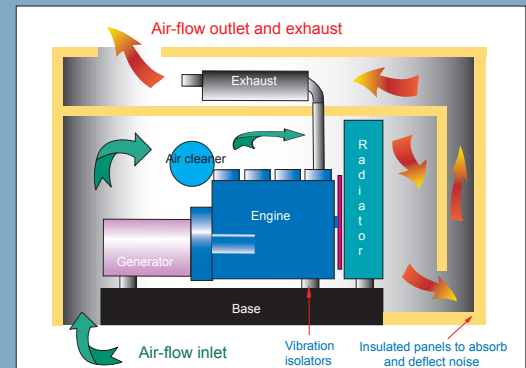 Air-flow outlet and exhaust
Exhaust
Air cleaner
Radiator
Engine
Generator
Base
Air-flow inlet
Vibration
isolators
Insulated panels to absorb
and deflect noise